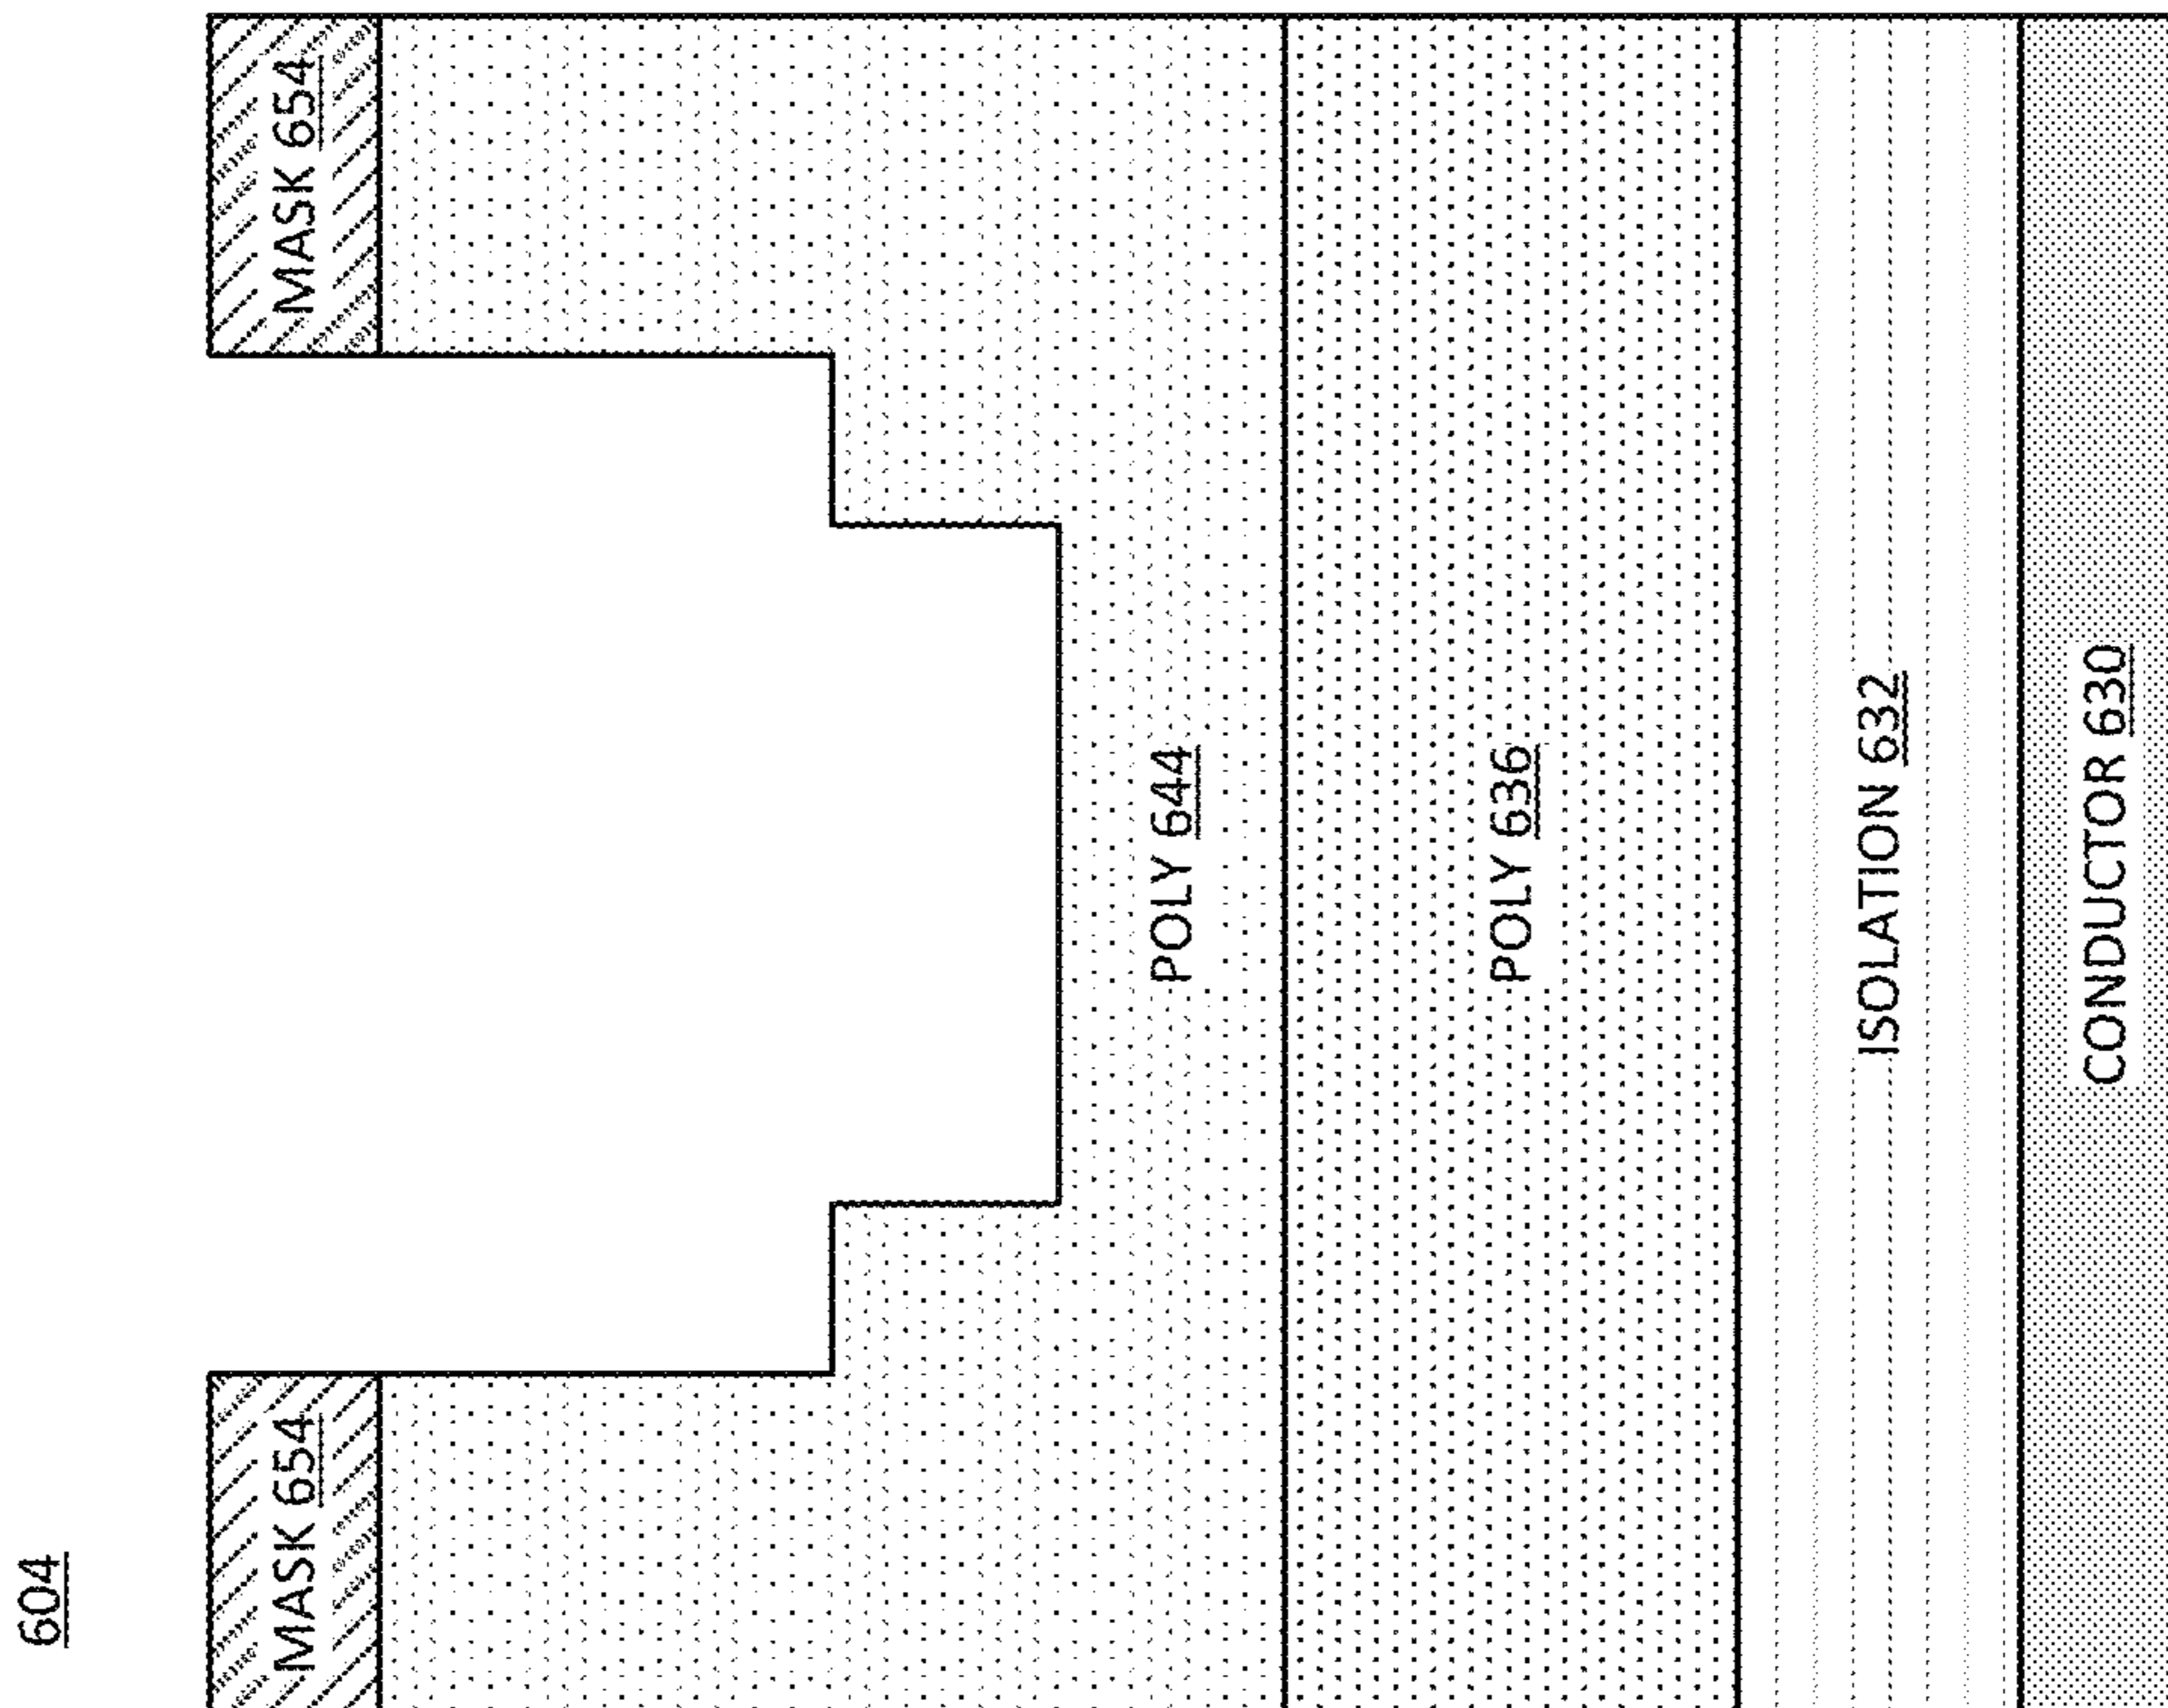 604
MASK 654
MASK 654
POLY 644
POLY 636
ISOLATION 632
CONDUCTOR 630